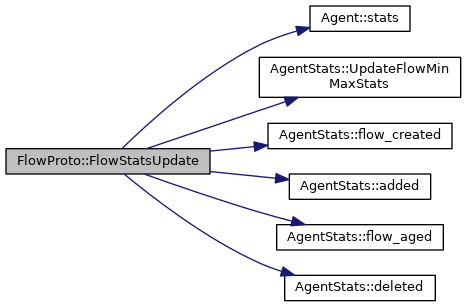 Agent::stats
AgentStats::UpdateFlowMin
MaxStats
AgentStats::flow_created
FlowProto::FlowStatsUpdate
AgentStats::added
AgentStats::flow_aged
AgentStats::deleted